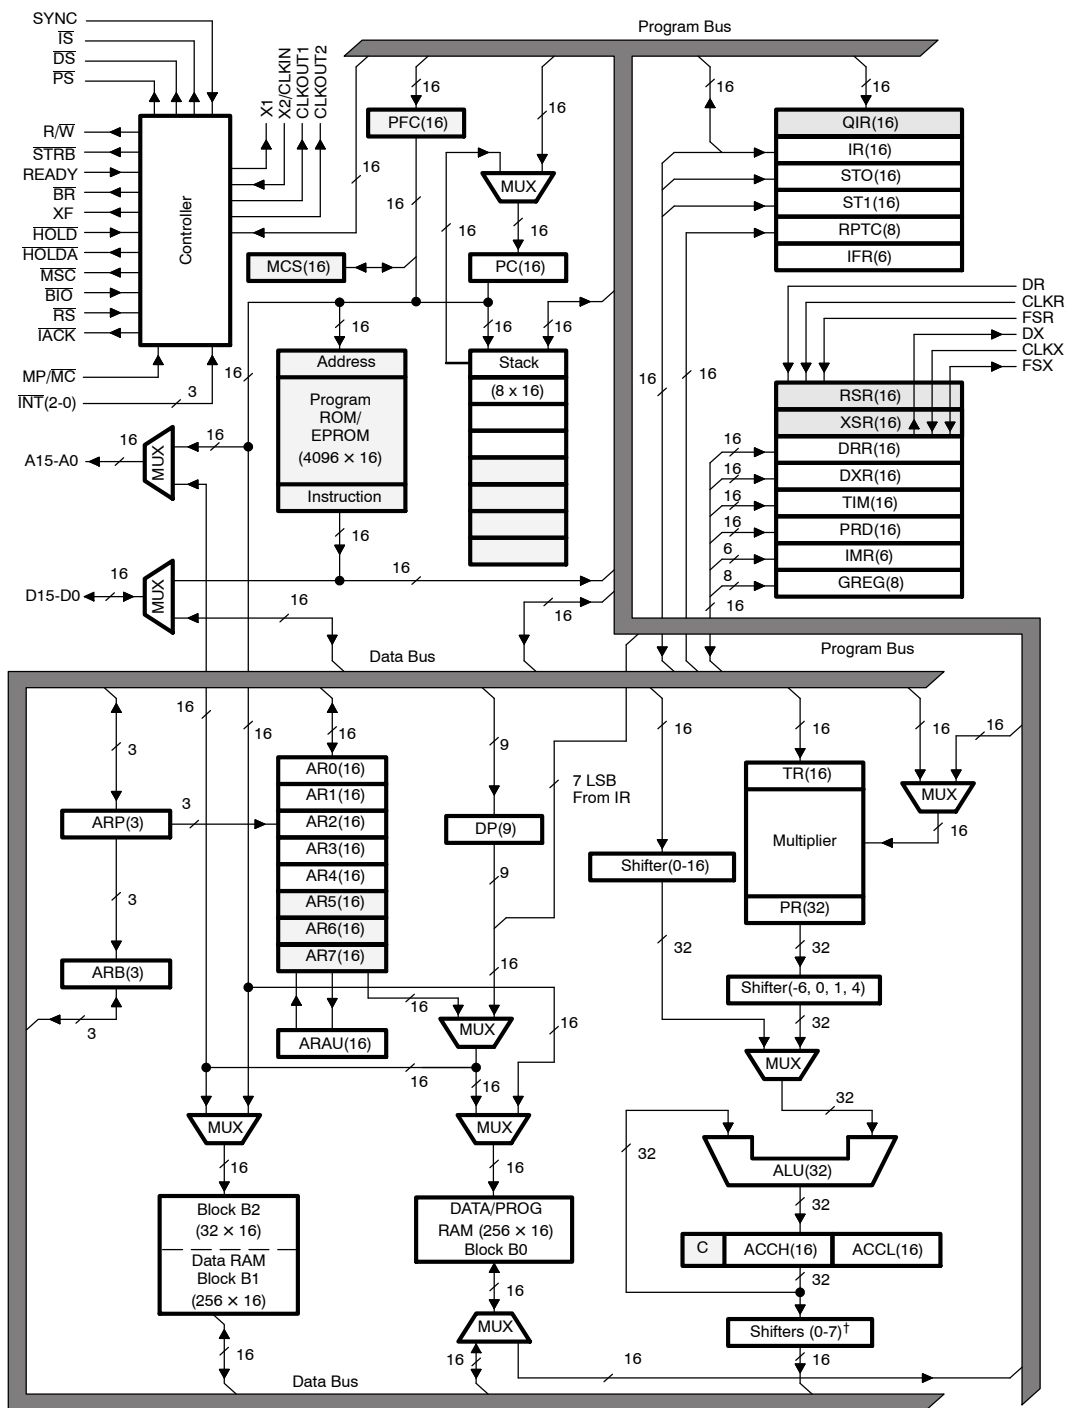 Program Bus
SYNC
IS
DS
PS
X1
X2/CLKIN
CLKOUT1
CLKOUT2
R/W
STRB
READY
BR
XF
HOLD
HOLDA
MSC
BIO
RS
IACK
Controller
MP/MC
INT(2-0)
3
16
16
16
PFC(16)
16
16
MUX
16
MCS(16)
PC(16)
16
16
16
QIR(16)
IR(16)
STO(16)
ST1(16)
RPTC(8)
IFR(6)
DR
CLKR
FSR
DX
CLKX
FSX
16
16
16
16
16
Address
Program
ROM/
EPROM
(4096 × 16)
Instruction
16
Stack
(8 x 16)
RSR(16)
XSR(16)
DRR(16)
DXR(16)
TIM(16)
PRD(16)
IMR(6)
GREG(8)
16
16
16
16
6
8
16
A15-A0
16
MUX
16
D15-D0
16
MUX
16
16
16
Data Bus
Program Bus
16
16
3
16
9
7 LSB
From IR
16
16
16
16
ARP(3)
3
AR0(16)
AR1(16)
AR2(16)
AR3(16)
AR4(16)
AR5(16)
AR6(16)
AR7(16)
DP(9)
9
Shifter(0-16)
TR(16)
Multiplier
PR(32)
MUX
16
3
ARB(3)
3
16
16
32
32
Shifter(-6, 0, 1, 4)
32
ARAU(16)
MUX
16
16
16
MUX
32
MUX
MUX
16
16
32
ALU(32)
32
Block B2
(32 × 16)
Data RAM
Block B1
(256 × 16)
DATA/PROG
RAM (256 × 16)
Block B0
C
ACCH(16)
ACCL(16)
32
16
MUX
Shifters (0-7)†
16
16
16
16
Data Bus